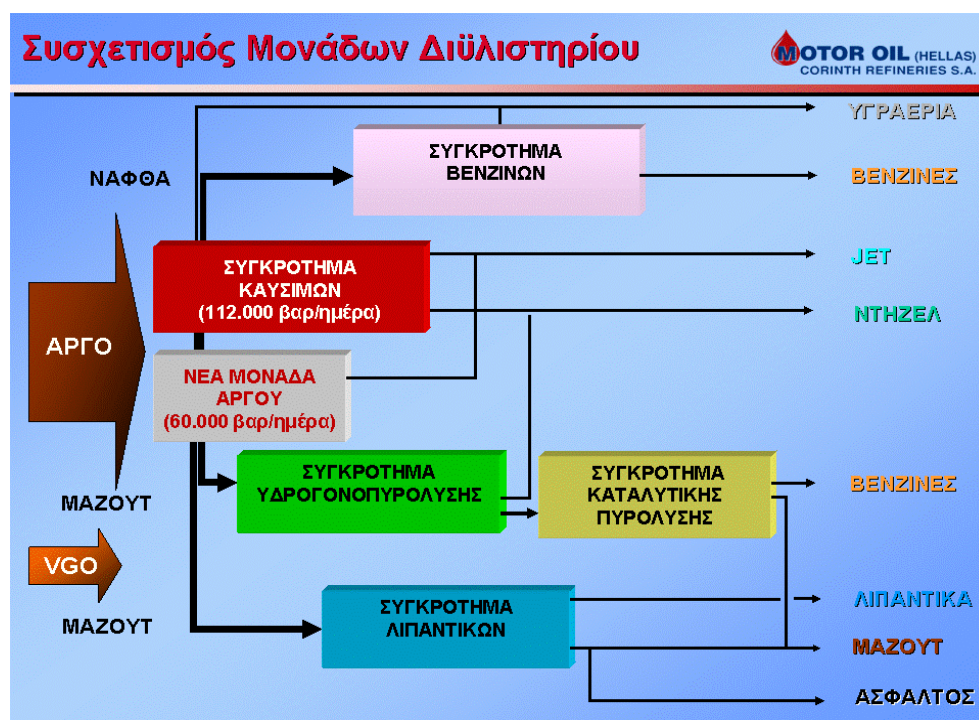 Συσχετισμός Μονάδων Διϋλιστηρίου
MOTOR OIL (HELLAS)
CORINTH REFINERIES S.A.
ΥΓΡΑΕΡΙΑ
ΣΥΓΚΡΟΤΗΜΑ
ΒΕΝΖΙΝΩΝ
ΝΑΦΘΑ
ΒΕΝΖΙΝΕΣ
JET
ΣΥΓΚΡΟΤΗΜΑ
ΚΑΥΣΙΜΩΝ
(112.000 βαρ/ημέρα)
ΝΤΗΖΕΛ
ΑΡΓΟ
ΝΕΑ ΜΟΝΑΔΑ
ΑΡΓΟΥ
(60.000 βαρ/ημέρα)
ΣΥΓΚΡΟΤΗΜΑ
ΥΔΡΟΓΟΝΟΠΥΡΟΛΥΣΗΣ
ΣΥΓΚΡΟΤΗΜΑ
ΚΑΤΑΛΥΤΙΚΗΣ
ΠΥΡΟΛΥΣΗΣ
ΒΕΝΖΙΝΕΣ
ΜΑΖΟΥΤ
VGO
ΣΥΓΚΡΟΤΗΜΑ
ΛΙΠΑΝΤΙΚΩΝ
ΛΙΠΑΝΤΙΚΑ
ΜΑΖΟΥΤ
ΜΑΖΟΥΤ
ΑΣΦΑΛΤΟΣ